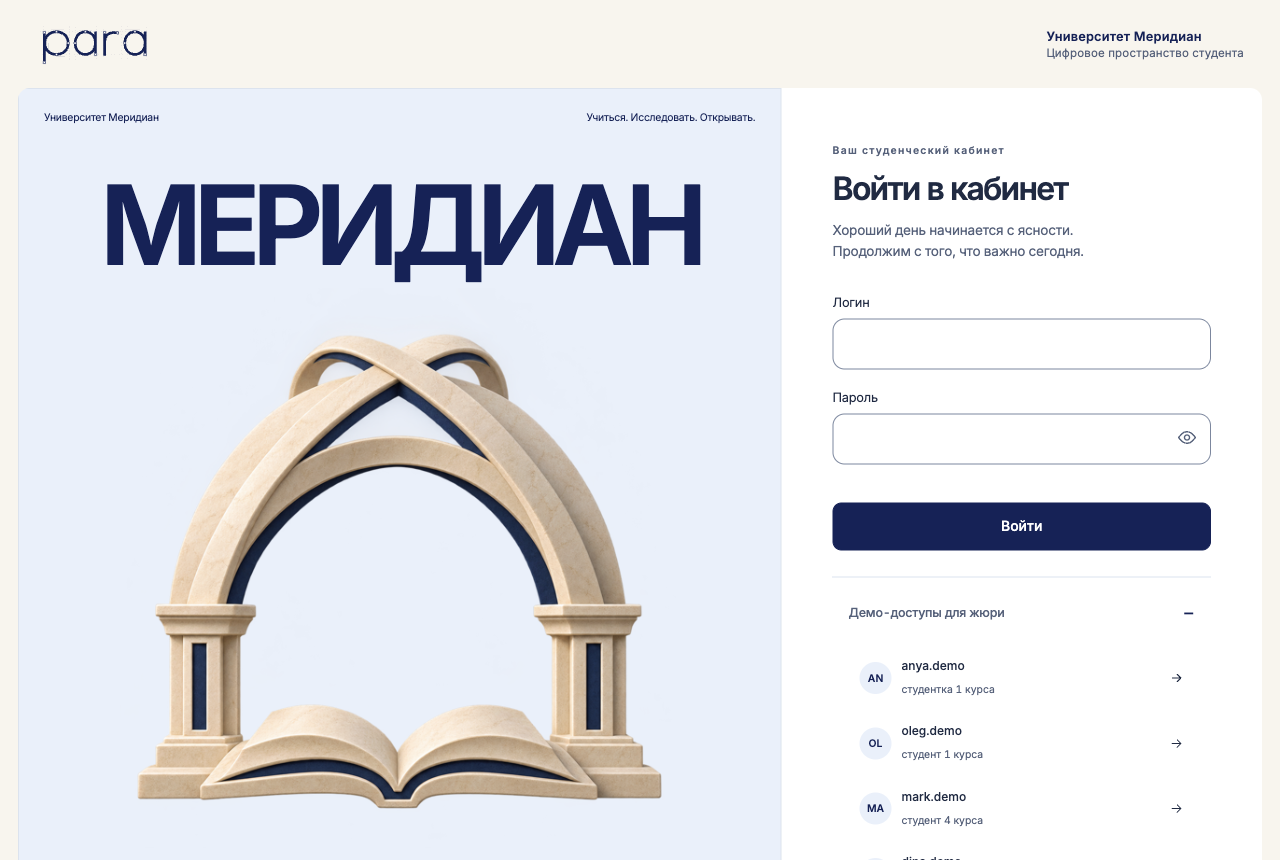 para
Университет Меридиан
Цифровое пространство студента
Университет Меридиан
Учиться. Исследовать. Открывать.
МЕРИДИАН
Ваш студенческий кабинет
Войти в кабинет
Хороший день начинается с ясности.
Продолжим с того, что важно сегодня.
Логин
Пароль
Войти
Демо-доступы для жюри
AN
anya.demo
студентка 1 курса
OL
oleg.demo
студент 1 курса
MA
mark.demo
студент 4 курса